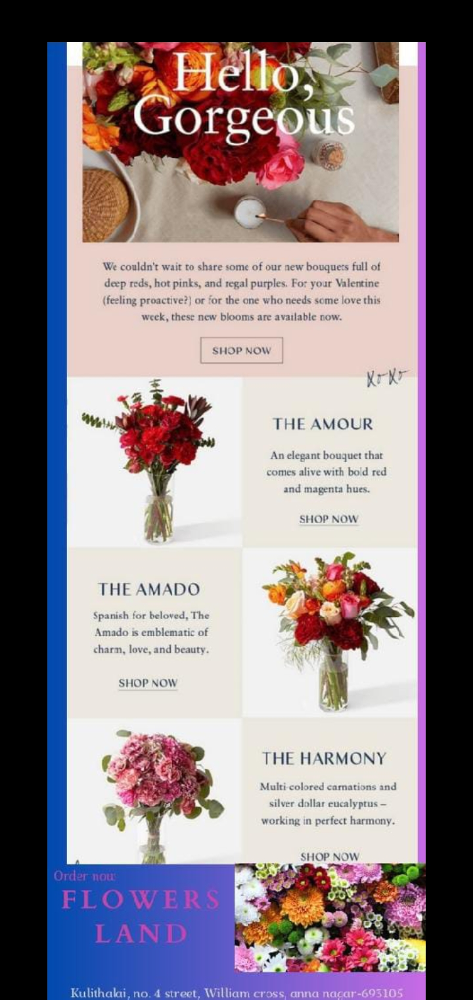 Hello,
Gorgeous
We couldn't wait to share some of our new bouquets full of
deep reds, hot pinks, and regal purples. For your Valentine
(feeling proactive?) or for the one who needs some love this
week, these new blooms are available now.
SHOP NOW
XoXo
THE AMOUR
An elegant bouquet that
comes alive with bold red
and magenta hues.
SHOP NOW
THE AMADO
Spanish for beloved, The
Amado is emblematic of
charm, love, and beauty.
SHOP NOW
THE HARMONY
Multi-colored carnations and
silver dollar eucalyptus –
working in perfect harmony.
SHOP NOW
Order now
FLOWERS
LAND
Kulithalai, no. 4 street, William cross, anna nagar-693105